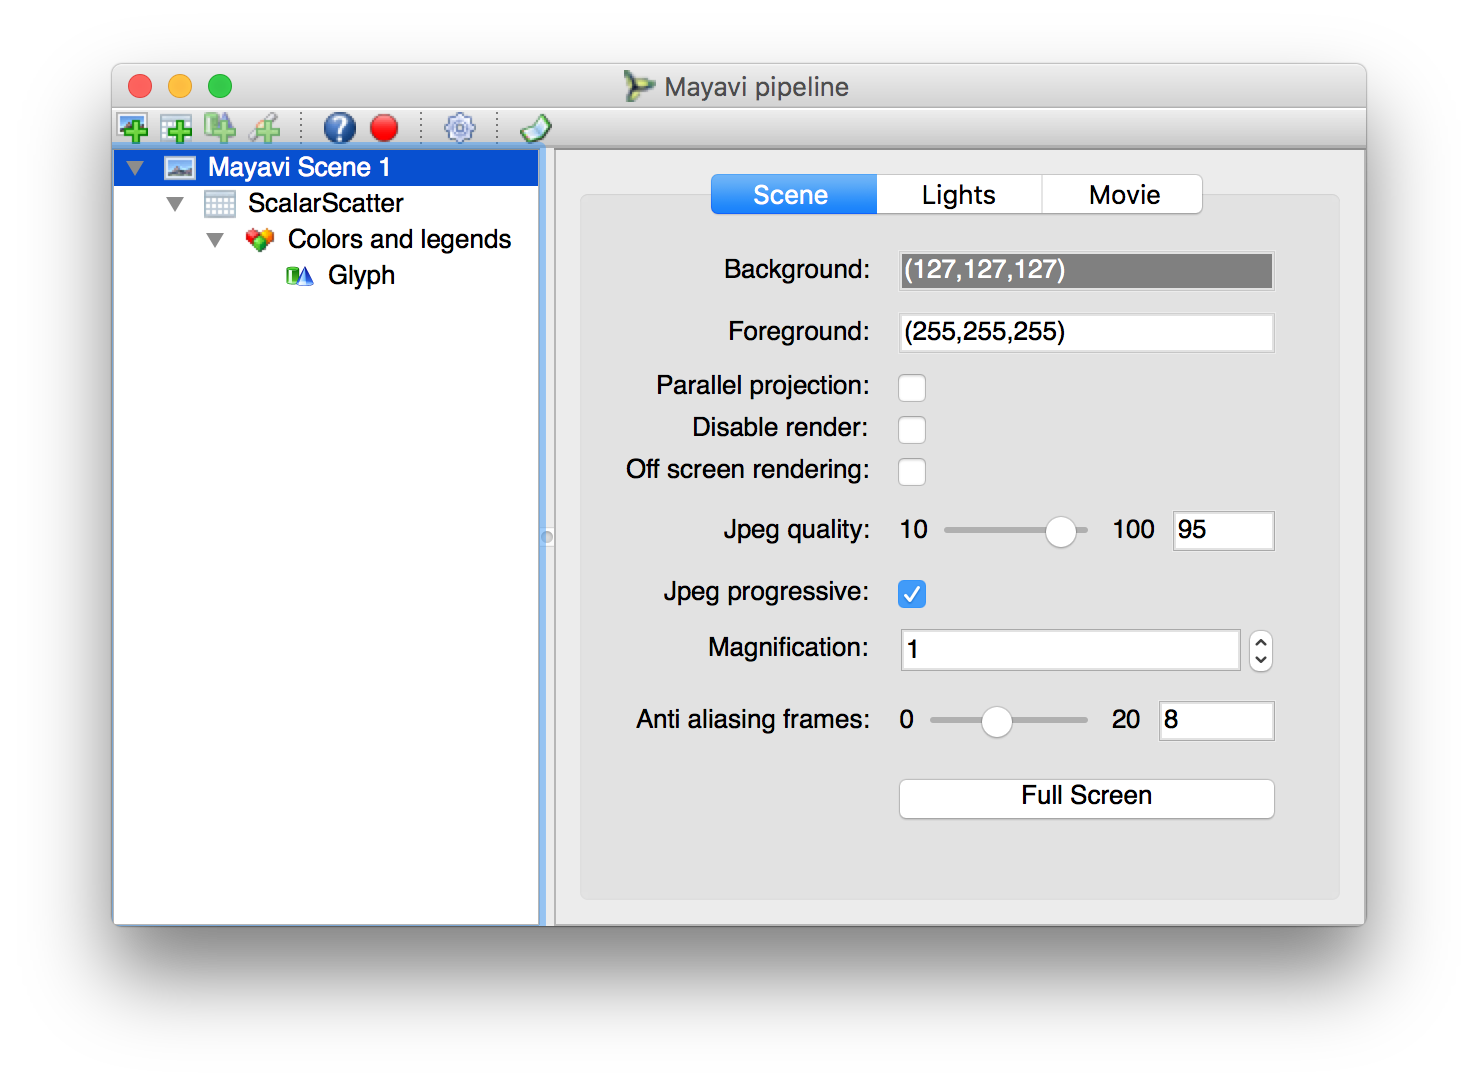 Mayavi pipeline
Mayavi Scene 1
ScalarScatter
Colors and legends
Glyph
Scene Lights Movie
Background: (127,127,127)
Foreground: (255,255,255)
Parallel projection:
Disable render:
Off screen rendering:
Jpeg quality: 10 100 95
Jpeg progressive:
Magnification: 1
Anti aliasing frames: 0 20 8
Full Screen